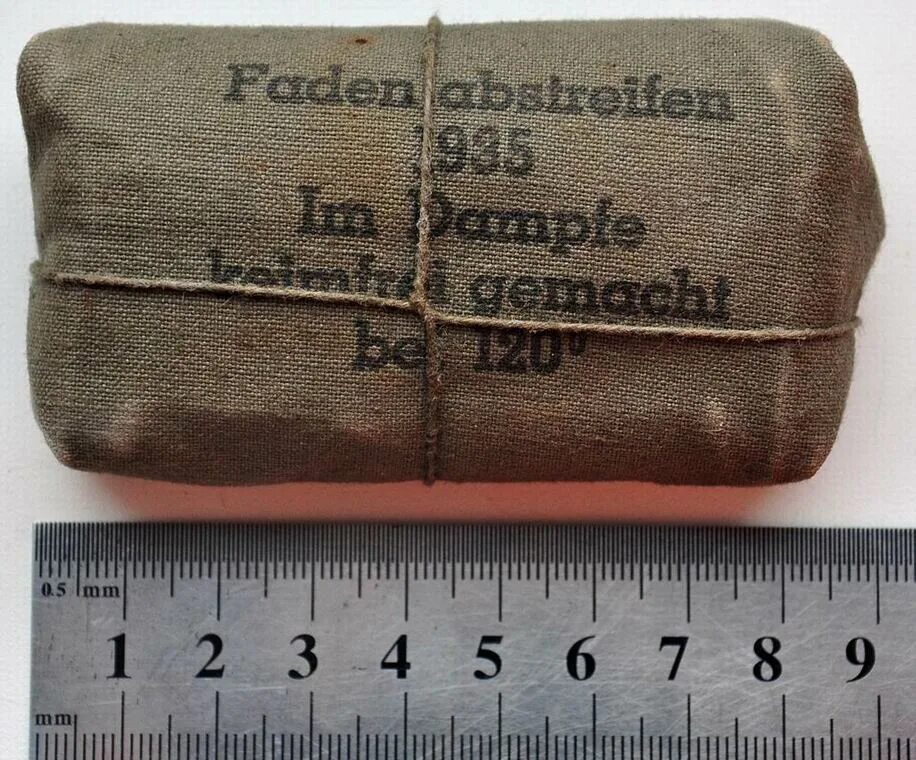 Faden abstreifen
1935
Im Dampfe
keimfrei gemacht
bei 120°
0.5 mm
1 2 3 4 5 6 7 8 9
mm